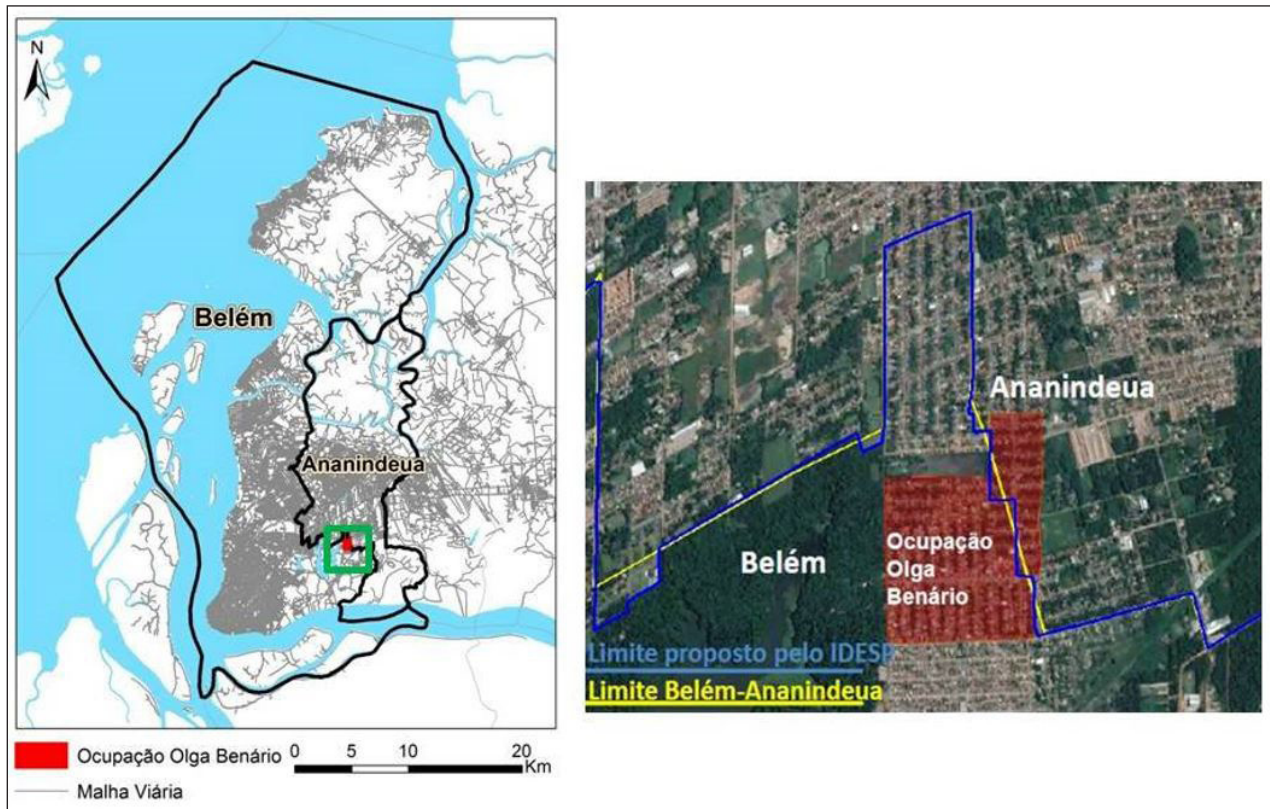 N
Belém
Ananindeua
Ocupação Olga Benário
0 5 10 20
Km
Malha Viária
Ananindeua
Belém
Ocupação
Olga
Benário
Limite proposto pelo IDESP
Limite Belém-Ananindeua